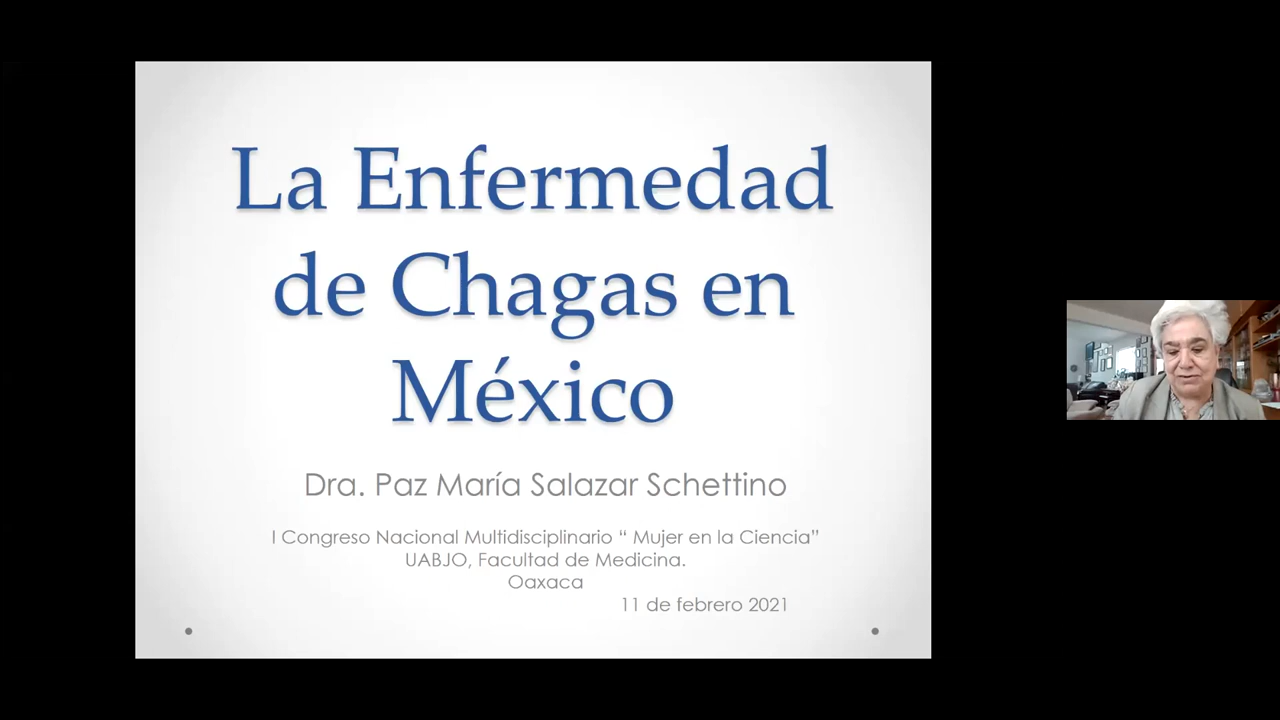 La Enfermedad
de Chagas en
México
Dra. Paz María Salazar Schettino
I Congreso Nacional Multidisciplinario “ Mujer en la Ciencia”
UABJO, Facultad de Medicina.
Oaxaca
11 de febrero 2021